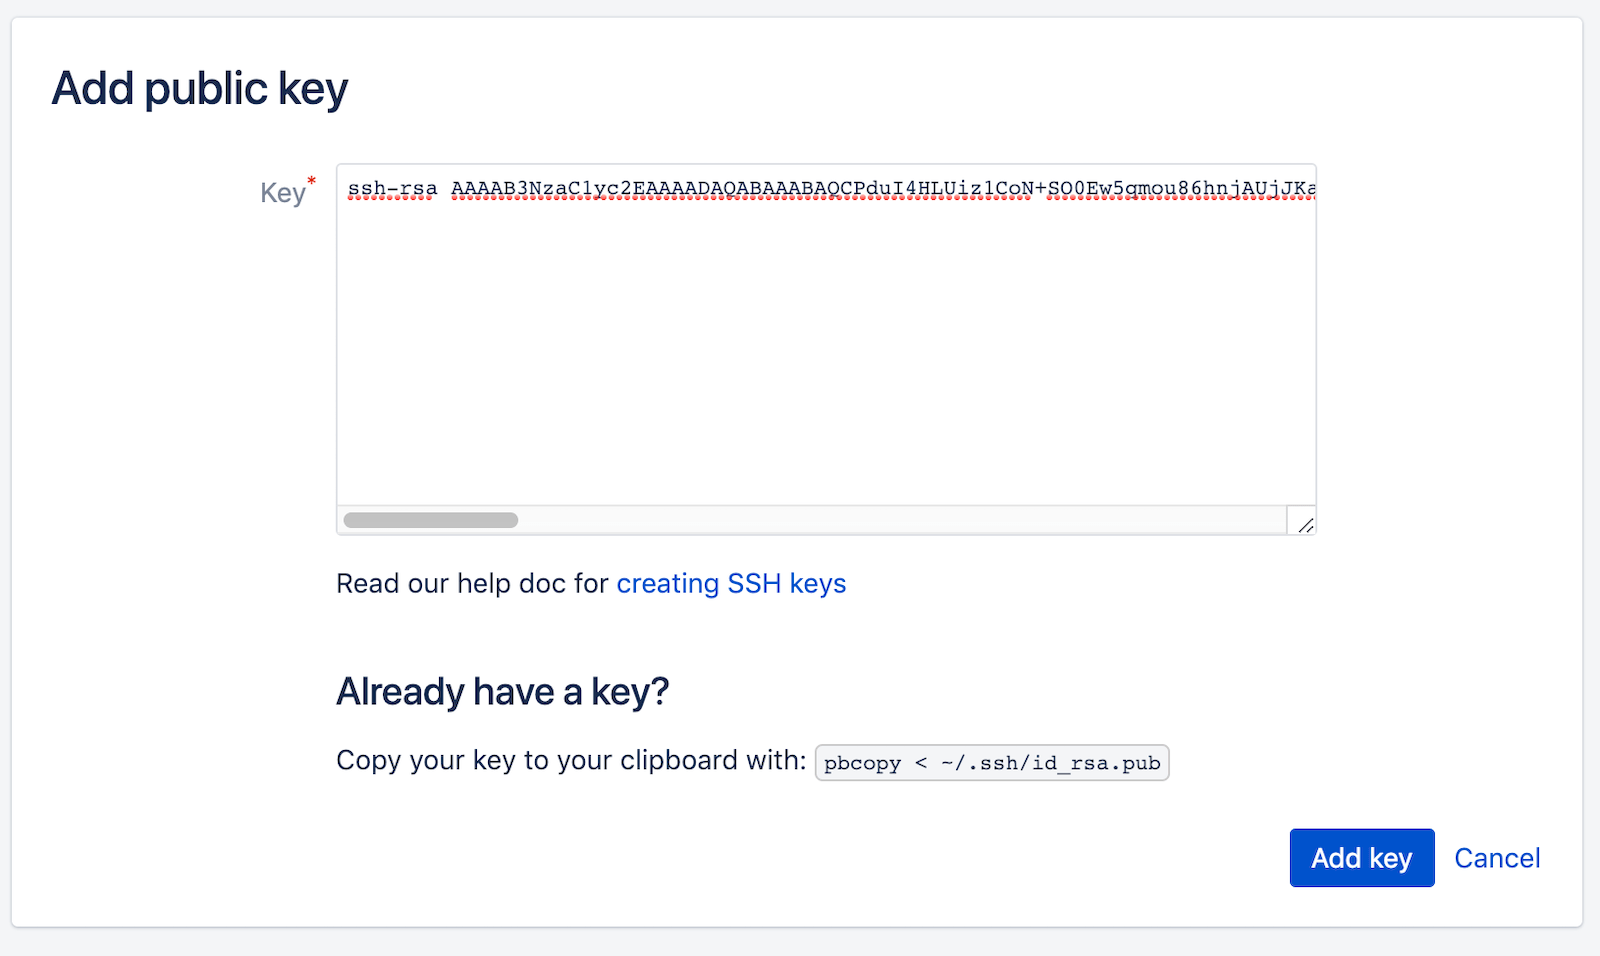 Add public key
Key*
ssh-rsa AAAAB3NzaC1yc2EAAAADAQABAAABAQCPduI4HLUiz1CoN+SO0Ew5qmou86hnjAUjJKa
Read our help doc for creating SSH keys
Already have a key?
Copy your key to your clipboard with: pbcopy < ~/.ssh/id_rsa.pub
Add key Cancel